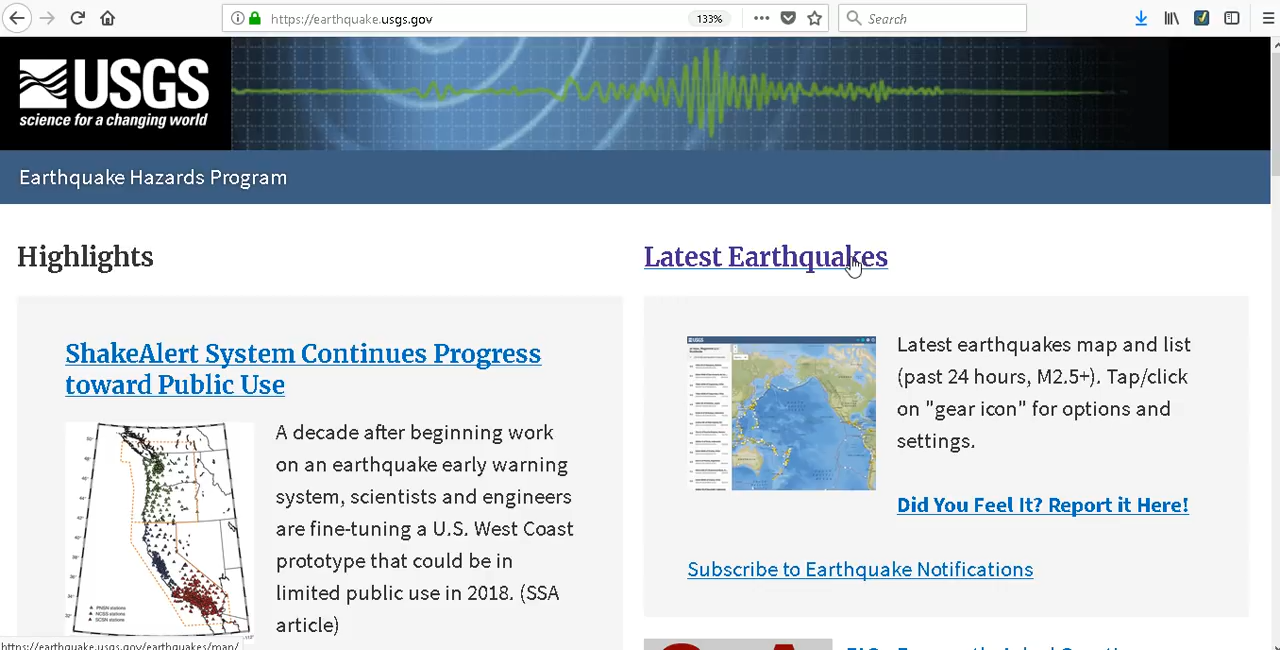 https://earthquake.usgs.gov
133%
Search
USGS
science for a changing world
Earthquake Hazards Program
Highlights
ShakeAlert System Continues Progress
toward Public Use
A decade after beginning work
on an earthquake early warning
system, scientists and engineers
are fine-tuning a U.S. West Coast
prototype that could be in
limited public use in 2018. (SSA
article)
Latest Earthquakes
Latest earthquakes map and list
(past 24 hours, M2.5+). Tap/click
on "gear icon" for options and
settings.
Did You Feel It? Report it Here!
Subscribe to Earthquake Notifications
https://earthquake.usgs.gov/earthquakes/map/